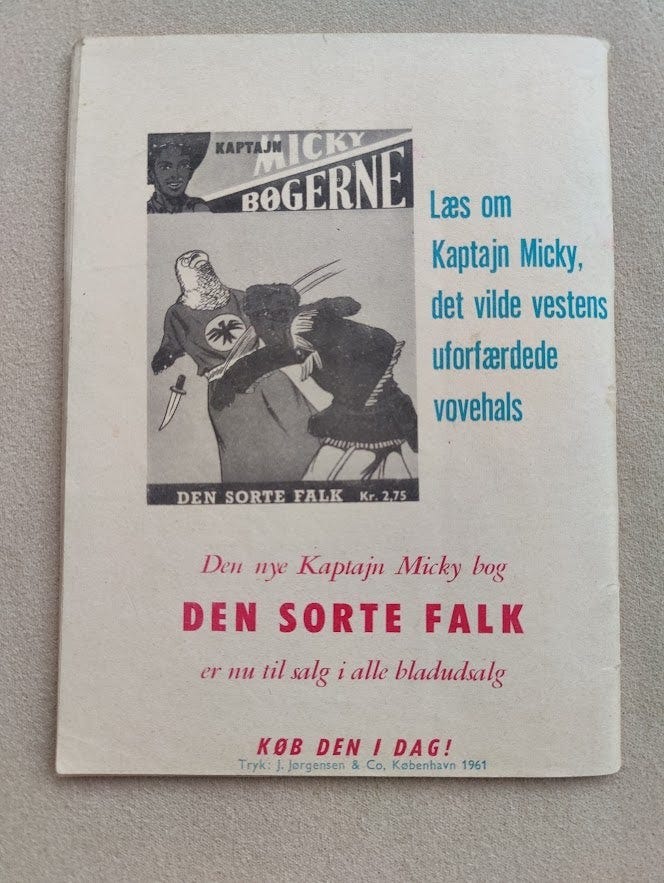 KAPTAJN MICKY
BØGERNE
Læs om
Kaptajn Micky,
det vilde vestens
uforfærdede
vovehals
DEN SORTE FALK Kr. 2,75
Den nye Kaptajn Micky bog
DEN SORTE FALK
er nu til salg i alle bladudsalg
KØB DEN I DAG!
Tryk: J. Jørgensen & Co, København 1961